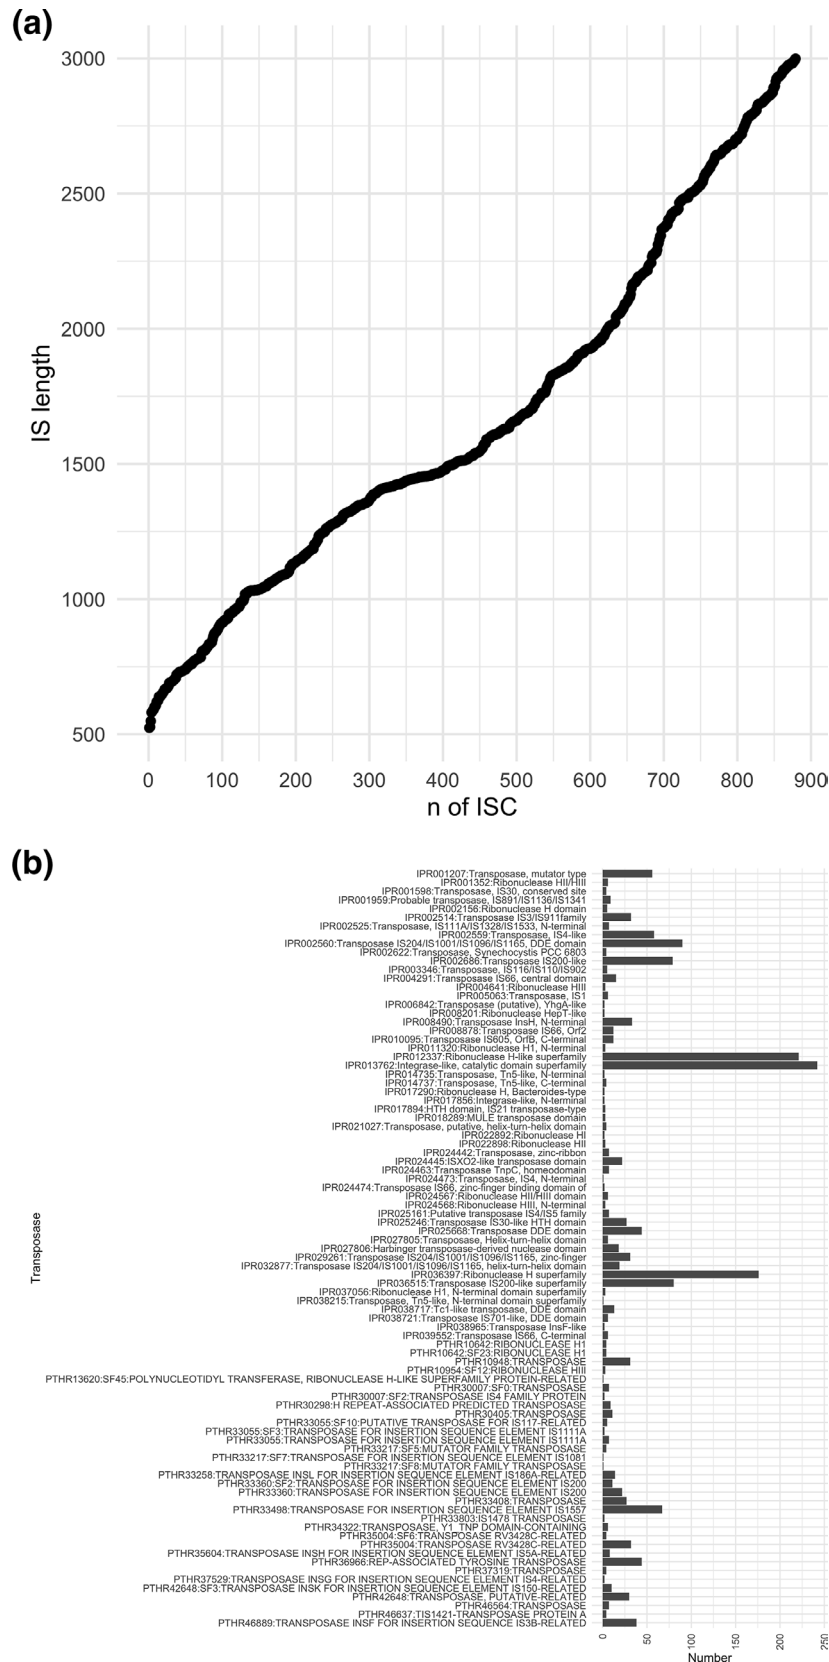 (a)
3000
2500
2000
1500
1000
500
IS length
0 100 200 300 400 500 600 700 800 900
n of ISC
(b)
IPR001207:Transposase, mutator type
IPR001352:Ribonuclease HII/HIII
IPR001598:Transposase, IS30, conserved site
IPR001959:Probable transposase, IS891/IS1136/IS1341
IPR002156:Ribonuclease H domain
IPR002514:Transposase IS3/IS911family
IPR002525:Transposase, IS111A/IS1328/IS1533, N-terminal
IPR002559:Transposase, IS4-like
IPR002560:Transposase IS204/IS1001/IS1096/IS1165, DDE domain
IPR002622:Transposase, Synechocystis PCC 6803
IPR002686:Transposase IS200-like
IPR003346:Transposase, IS116/IS110/IS902
IPR004291:Transposase IS66, central domain
IPR004641:Ribonuclease HIII
IPR005063:Transposase, IS1
IPR006842:Transposase (putative), YhgA-like
IPR008201:Ribonuclease HepT-like
IPR008490:Transposase InsH, N-terminal
IPR008878:Transposase IS66, Orf2
IPR010095:Transposase IS605, OrfB, C-terminal
IPR011320:Ribonuclease H1, N-terminal
IPR012337:Ribonuclease H-like superfamily
IPR013762:Integrase-like, catalytic domain superfamily
IPR014735:Transposase, Tn5-like, N-terminal
IPR014737:Transposase, Tn5-like, C-terminal
IPR017290:Ribonuclease H, Bacteroides-type
IPR017856:Integrase-like, N-terminal
IPR017894:HTH domain, IS21 transposase-type
IPR018289:MULE transposase domain
IPR021027:Transposase, putative, helix-turn-helix domain
IPR022892:Ribonuclease HI
IPR022898:Ribonuclease HII
IPR024442:Transposase, zinc-ribbon
IPR024445:ISXO2-like transposase domain
IPR024463:Transposase TnpC, homeodomain
IPR024473:Transposase, IS4, N-terminal
IPR024474:Transposase IS66, zinc-finger binding domain of
IPR024567:Ribonuclease HII/HIII domain
IPR024568:Ribonuclease HIII, N-terminal
IPR025161:Putative transposase IS4/IS5 family
IPR025246:Transposase IS30-like HTH domain
IPR025668:Transposase DDE domain
IPR027805:Transposase, Helix-turn-helix domain
IPR027806:Harbinger transposase-derived nuclease domain
IPR029261:Transposase IS204/IS1001/IS1096/IS1165, zinc-finger
IPR032877:Transposase IS204/IS1001/IS1096/IS1165, helix-turn-helix domain
IPR036397:Ribonuclease H superfamily
IPR036515:Transposase IS200-like superfamily
IPR037056:Ribonuclease H1, N-terminal domain superfamily
IPR038215:Transposase, Tn5-like, N-terminal domain superfamily
IPR038717:Tc1-like transposase, DDE domain
IPR038721:Transposase IS701-like, DDE domain
IPR038965:Transposase InsF-like
IPR039552:Transposase IS66, C-terminal
PTHR10642:RIBONUCLEASE H1
PTHR10642:SF23:RIBONUCLEASE H1
PTHR10948:TRANSPOSASE
PTHR10954:SF12:RIBONUCLEASE HIII
PTHR13620:SF45:POLYNUCLEOTIDYL TRANSFERASE, RIBONUCLEASE H-LIKE SUPERFAMILY PROTEIN-RELATED
PTHR30007:SF0:TRANSPOSASE
PTHR30007:SF2:TRANSPOSASE IS4 FAMILY PROTEIN
PTHR30298:H REPEAT-ASSOCIATED PREDICTED TRANSPOSASE
PTHR30405:TRANSPOSASE
PTHR33055:SF10:PUTATIVE TRANSPOSASE FOR IS117-RELATED
PTHR33055:SF3:TRANSPOSASE FOR INSERTION SEQUENCE ELEMENT IS1111A
PTHR33055:TRANSPOSASE FOR INSERTION SEQUENCE ELEMENT IS1111A
PTHR33217:SF5:MUTATOR FAMILY TRANSPOSASE
PTHR33217:SF7:TRANSPOSASE FOR INSERTION SEQUENCE ELEMENT IS1081
PTHR33217:SF8:MUTATOR FAMILY TRANSPOSASE
PTHR33258:TRANSPOSASE INSL FOR INSERTION SEQUENCE ELEMENT IS186A-RELATED
PTHR33360:SF2:TRANSPOSASE FOR INSERTION SEQUENCE ELEMENT IS200
PTHR33360:TRANSPOSASE FOR INSERTION SEQUENCE ELEMENT IS200
PTHR33408:TRANSPOSASE
PTHR33498:TRANSPOSASE FOR INSERTION SEQUENCE ELEMENT IS1557
PTHR33803:IS1478 TRANSPOSASE
PTHR34322:TRANSPOSASE, Y1_TNP DOMAIN-CONTAINING
PTHR35004:SF6:TRANSPOSASE RV3428C-RELATED
PTHR35004:TRANSPOSASE RV3428C-RELATED
PTHR35604:TRANSPOSASE INSH FOR INSERTION SEQUENCE ELEMENT IS5A-RELATED
PTHR36966:REP-ASSOCIATED TYROSINE TRANSPOSASE
PTHR37319:TRANSPOSASE
PTHR37529:TRANSPOSASE INSG FOR INSERTION SEQUENCE ELEMENT IS4-RELATED
PTHR42648:SF3:TRANSPOSASE INSK FOR INSERTION SEQUENCE ELEMENT IS150-RELATED
PTHR42648:TRANSPOSASE, PUTATIVE-RELATED
PTHR46564:TRANSPOSASE
PTHR46637:TIS1421-TRANSPOSASE PROTEIN A
PTHR46889:TRANSPOSASE INSF FOR INSERTION SEQUENCE IS3B-RELATED
Transposase
0 50 100 150 200 250
Number